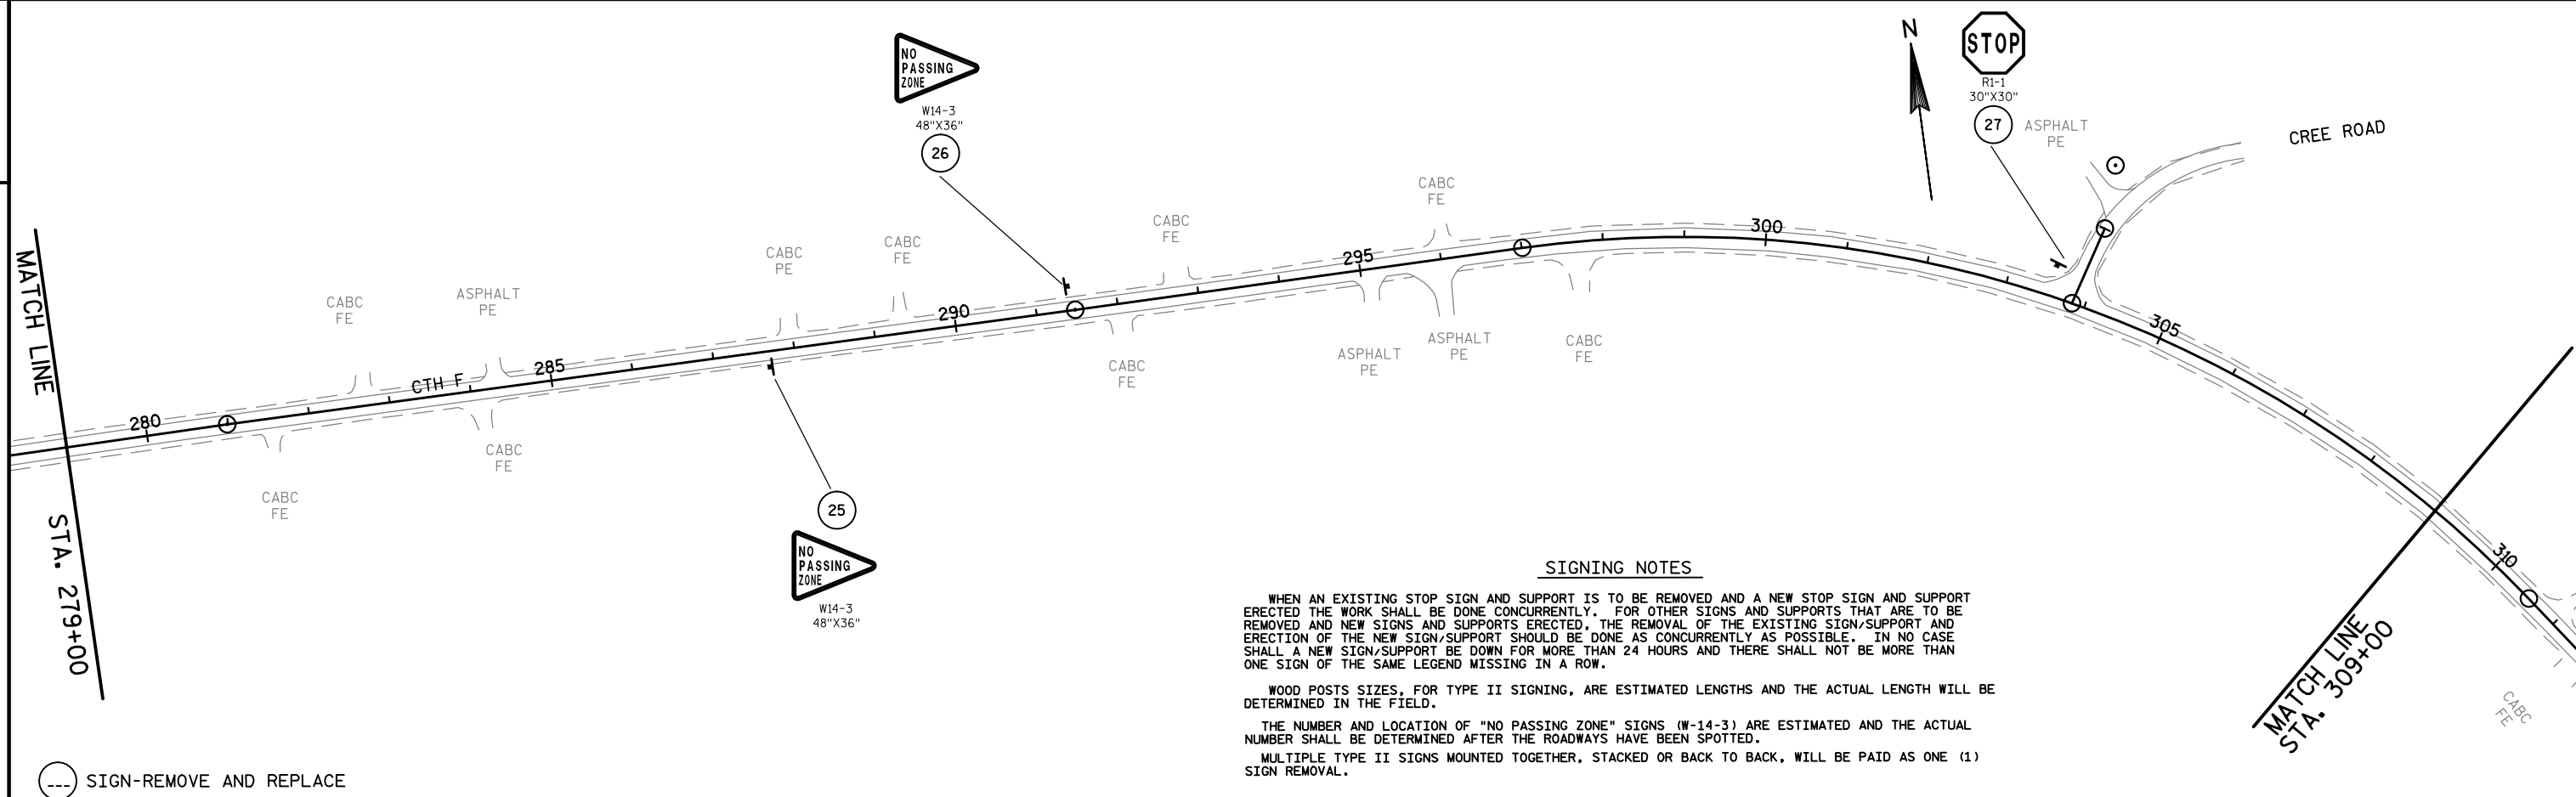 NO
PASSING
ZONE
W14-3
48"X36"
26
N
STOP
R1-1
30"X30"
27
ASPHALT
PE
CREE ROAD
MATCH LINE
STA. 279+00
CABC
FE
ASPHALT
PE
CABC
PE
CABC
FE
CABC
FE
CABC
FE
280
CTH F
285
290
295
300
305
310
CABC
FE
CABC
FE
CABC
FE
ASPHALT
PE
ASPHALT
PE
CABC
FE
25
NO
PASSING
ZONE
W14-3
48"X36"
MATCH LINE
STA. 309+00
CABC
FE
SIGNING NOTES
WHEN AN EXISTING STOP SIGN AND SUPPORT IS TO BE REMOVED AND A NEW STOP SIGN AND SUPPORT
ERECTED THE WORK SHALL BE DONE CONCURRENTLY. FOR OTHER SIGNS AND SUPPORTS THAT ARE TO BE
REMOVED AND NEW SIGNS AND SUPPORTS ERECTED, THE REMOVAL OF THE EXISTING SIGN/SUPPORT AND
ERECTION OF THE NEW SIGN/SUPPORT SHOULD BE DONE AS CONCURRENTLY AS POSSIBLE. IN NO CASE
SHALL A NEW SIGN/SUPPORT BE DOWN FOR MORE THAN 24 HOURS AND THERE SHALL NOT BE MORE THAN
ONE SIGN OF THE SAME LEGEND MISSING IN A ROW.
WOOD POSTS SIZES, FOR TYPE II SIGNING, ARE ESTIMATED LENGTHS AND THE ACTUAL LENGTH WILL BE
DETERMINED IN THE FIELD.
THE NUMBER AND LOCATION OF "NO PASSING ZONE" SIGNS (W-14-3) ARE ESTIMATED AND THE ACTUAL
NUMBER SHALL BE DETERMINED AFTER THE ROADWAYS HAVE BEEN SPOTTED.
MULTIPLE TYPE II SIGNS MOUNTED TOGETHER, STACKED OR BACK TO BACK, WILL BE PAID AS ONE (1)
SIGN REMOVAL.
--- SIGN-REMOVE AND REPLACE